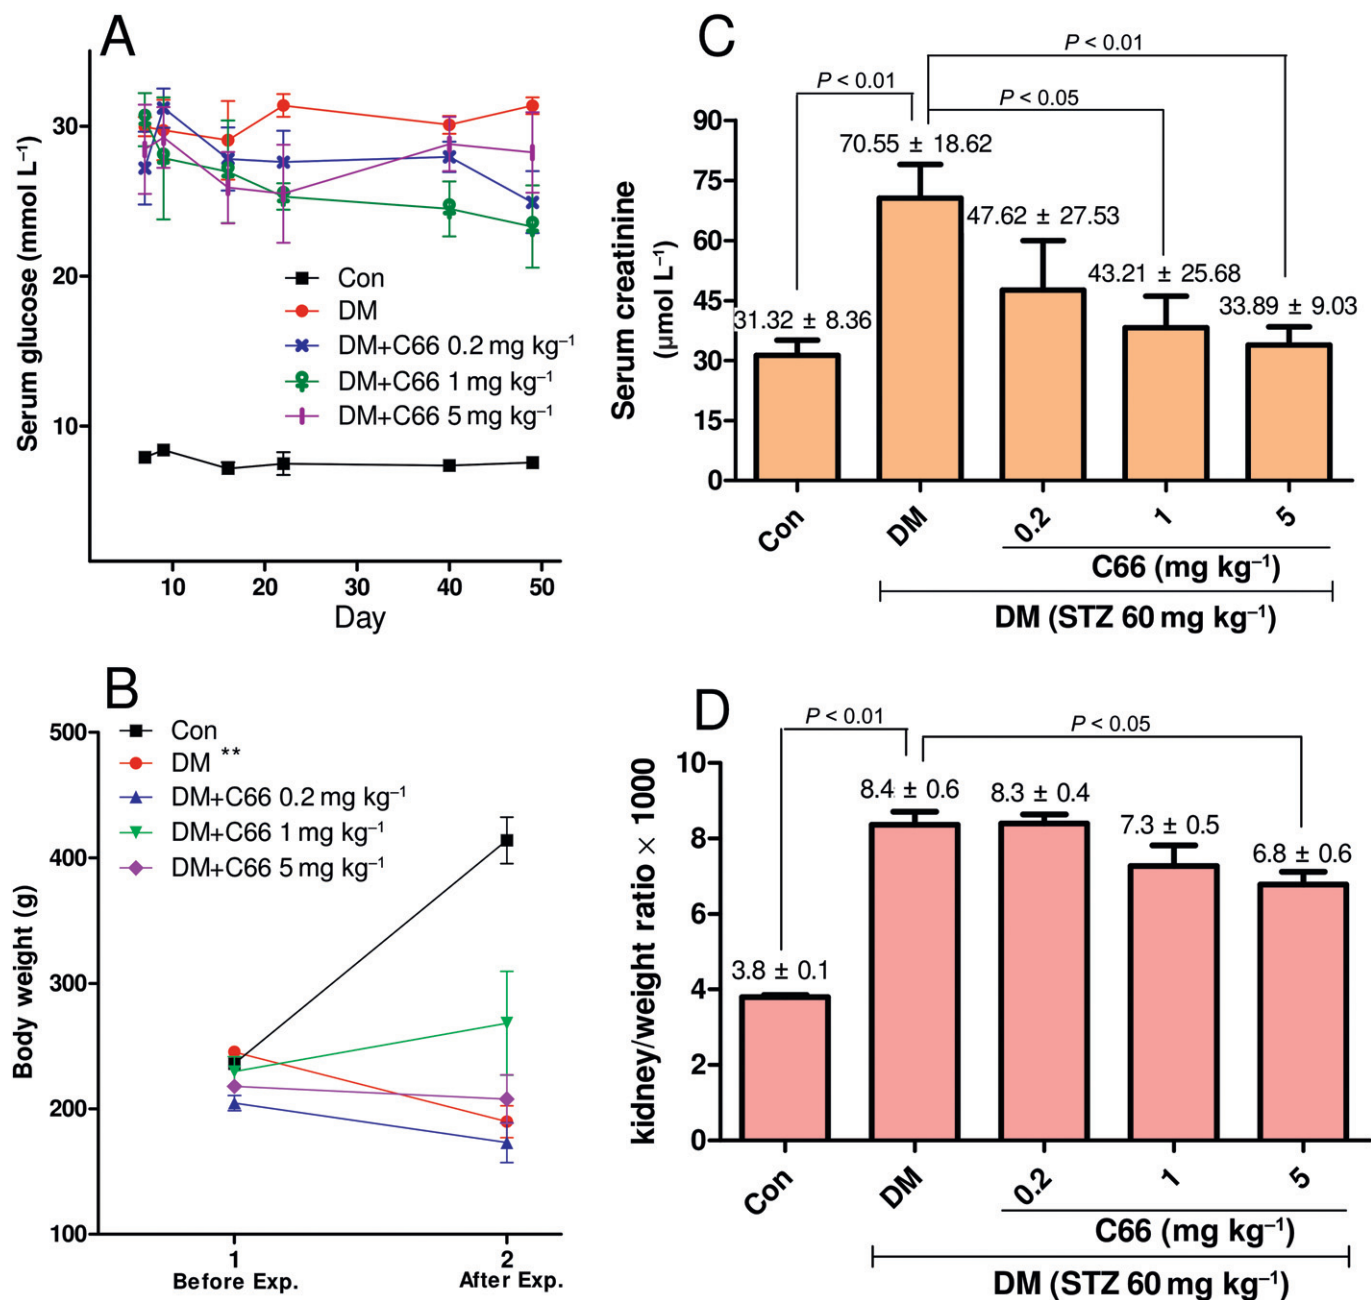 A
Serum glucose (mmol L⁻¹)
30
20
10
Con
DM
DM+C66 0.2 mg kg⁻¹
DM+C66 1 mg kg⁻¹
DM+C66 5 mg kg⁻¹
10 20 30 40 50
Day
C
P < 0.01
P < 0.01
P < 0.05
Serum creatinine
(µmol L⁻¹)
90
75
60
45
30
15
0
70.55 ± 18.62
47.62 ± 27.53
43.21 ± 25.68
31.32 ± 8.36
33.89 ± 9.03
Con DM 0.2 1 5
C66 (mg kg⁻¹)
DM (STZ 60 mg kg⁻¹)
B
Body weight (g)
500
400
300
200
100
Con
DM **
DM+C66 0.2 mg kg⁻¹
DM+C66 1 mg kg⁻¹
DM+C66 5 mg kg⁻¹
1 2
Before Exp. After Exp.
D
P < 0.01
P < 0.05
kidney/weight ratio × 1000
10
8
6
4
2
0
8.4 ± 0.6
8.3 ± 0.4
7.3 ± 0.5
6.8 ± 0.6
3.8 ± 0.1
Con DM 0.2 1 5
C66 (mg kg⁻¹)
DM (STZ 60 mg kg⁻¹)